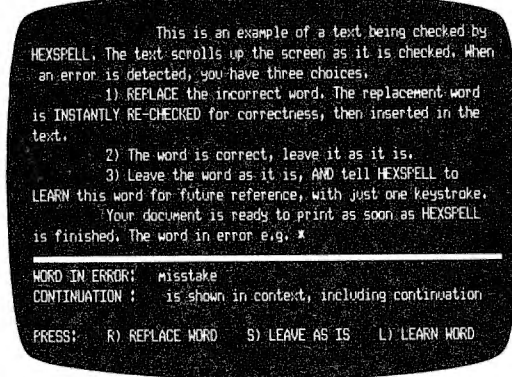 This is an example of a text being checked by
HEXSPELL. The text scrolls up the screen as it is checked. When
an error is detected, you have three choices.
1) REPLACE the incorrect word. The replacement word
is INSTANTLY RE-CHECKED for correctness, then inserted in the
text.
2) The word is correct, leave it as it is.
3) Leave the word as it is, AND tell HEXSPELL to
LEARN this word for future reference, with just one keystroke.
Your document is ready to print as soon as HEXSPELL
is finished. The word in error e.g. x
WORD IN ERROR: misstake
CONTINUATION : is shown in context, including continuation
PRESS: R) REPLACE WORD S) LEAVE AS IS L) LEARN WORD